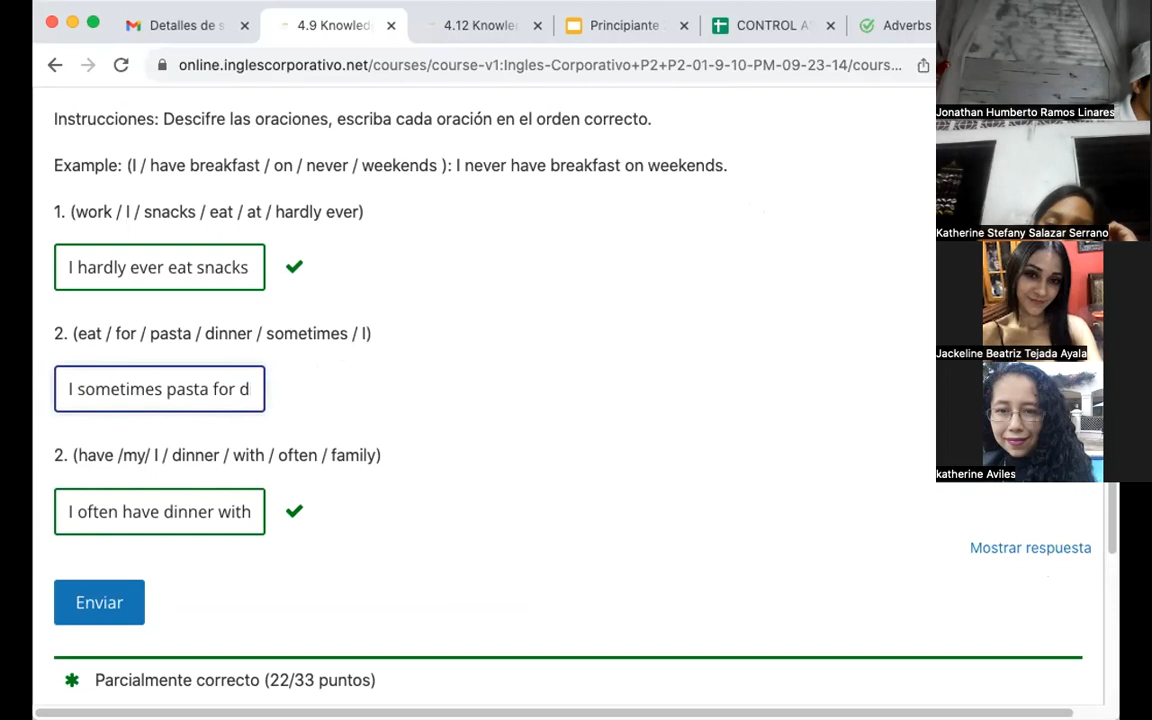 Detalles de s
4.9 Knowled
4.12 Knowle
Principiante
CONTROL A
Adverbs
online.inglescorporativo.net/courses/course-v1:Ingles-Corporativo+P2+P2-01-9-10-PM-09-23-14/cours...
Jonathan Humberto Ramos Linares
Instrucciones: Descifre las oraciones, escriba cada oración en el orden correcto.
Example: (I / have breakfast / on / never / weekends ): I never have breakfast on weekends.
1. (work / I / snacks / eat / at / hardly ever)
Katherine Stefany Salazar Serrano
I hardly ever eat snacks
2. (eat / for / pasta / dinner / sometimes / I)
Jackeline Beatriz Tejada Ayala
I sometimes pasta for d
2. (have /my/ I / dinner / with / often / family)
katherine Aviles
I often have dinner with
Mostrar respuesta
Enviar
Parcialmente correcto (22/33 puntos)